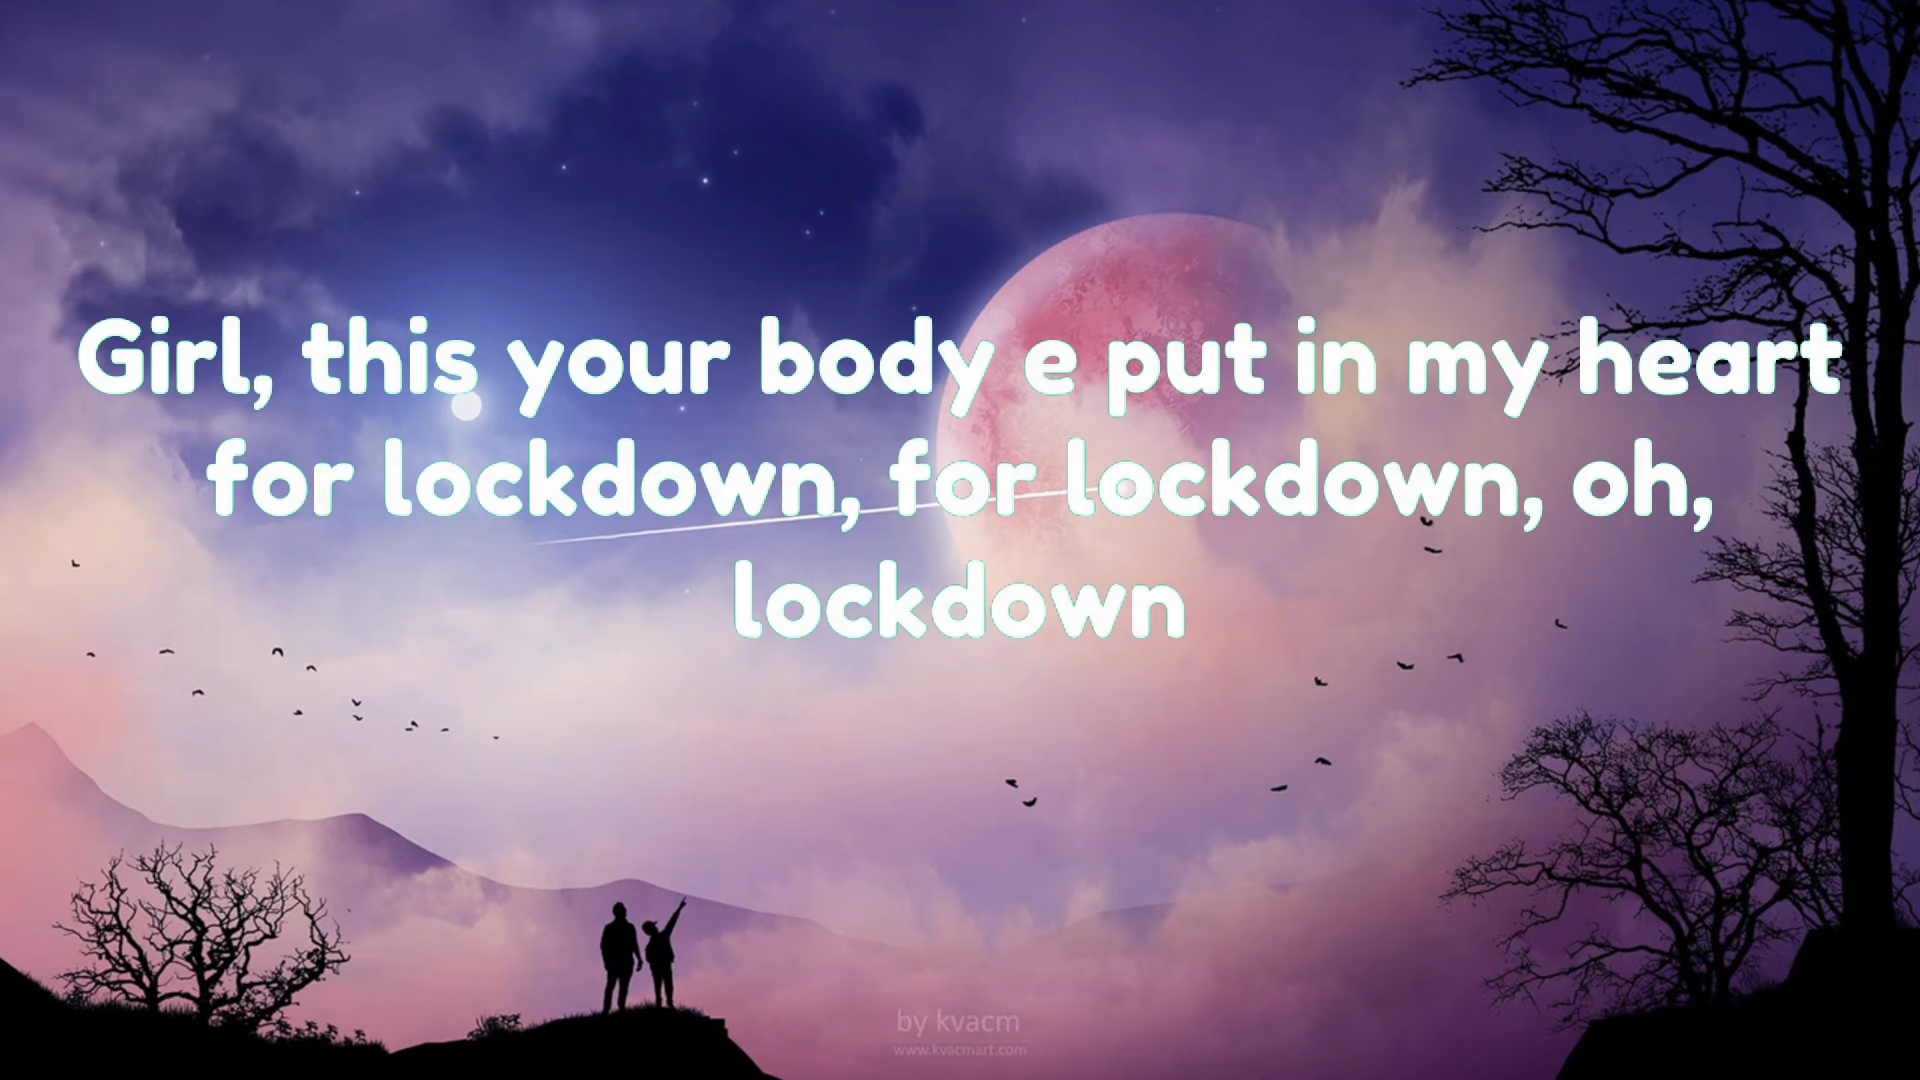 Girl, this your body e put in my heart
for lockdown, for lockdown, oh,
lockdown
by kvacm
www.kvacmart.com